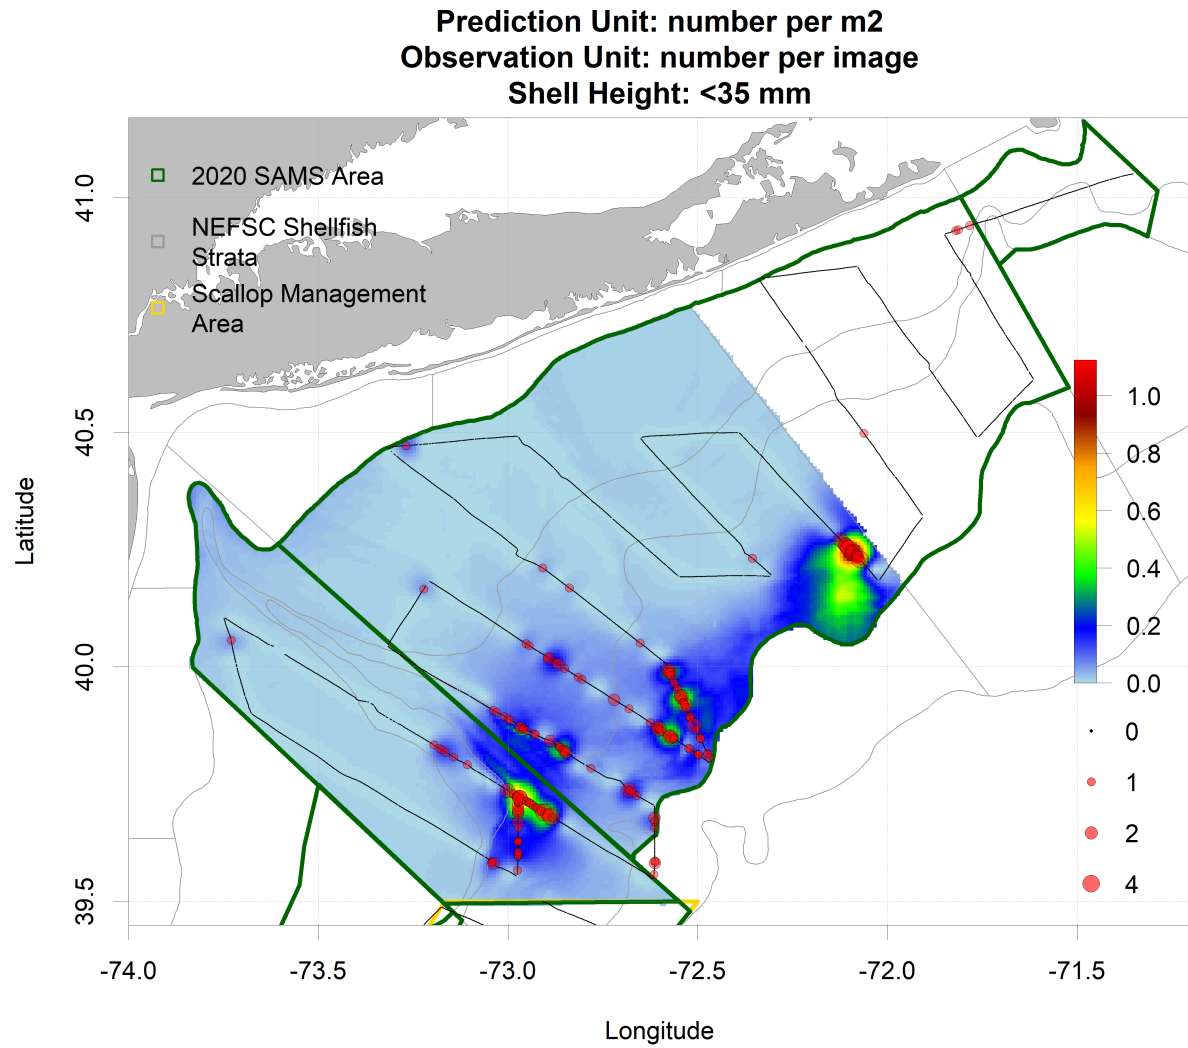 Prediction Unit: number per m2
Observation Unit: number per image
Shell Height: <35 mm
2020 SAMS Area
NEFSC Shellfish
Strata
Scallop Management
Area
41.0
40.5
40.0
39.5
Latitude
1.0
0.8
0.6
0.4
0.2
0.0
0
1
2
4
-74.0
-73.5
-73.0
-72.5
-72.0
-71.5
Longitude